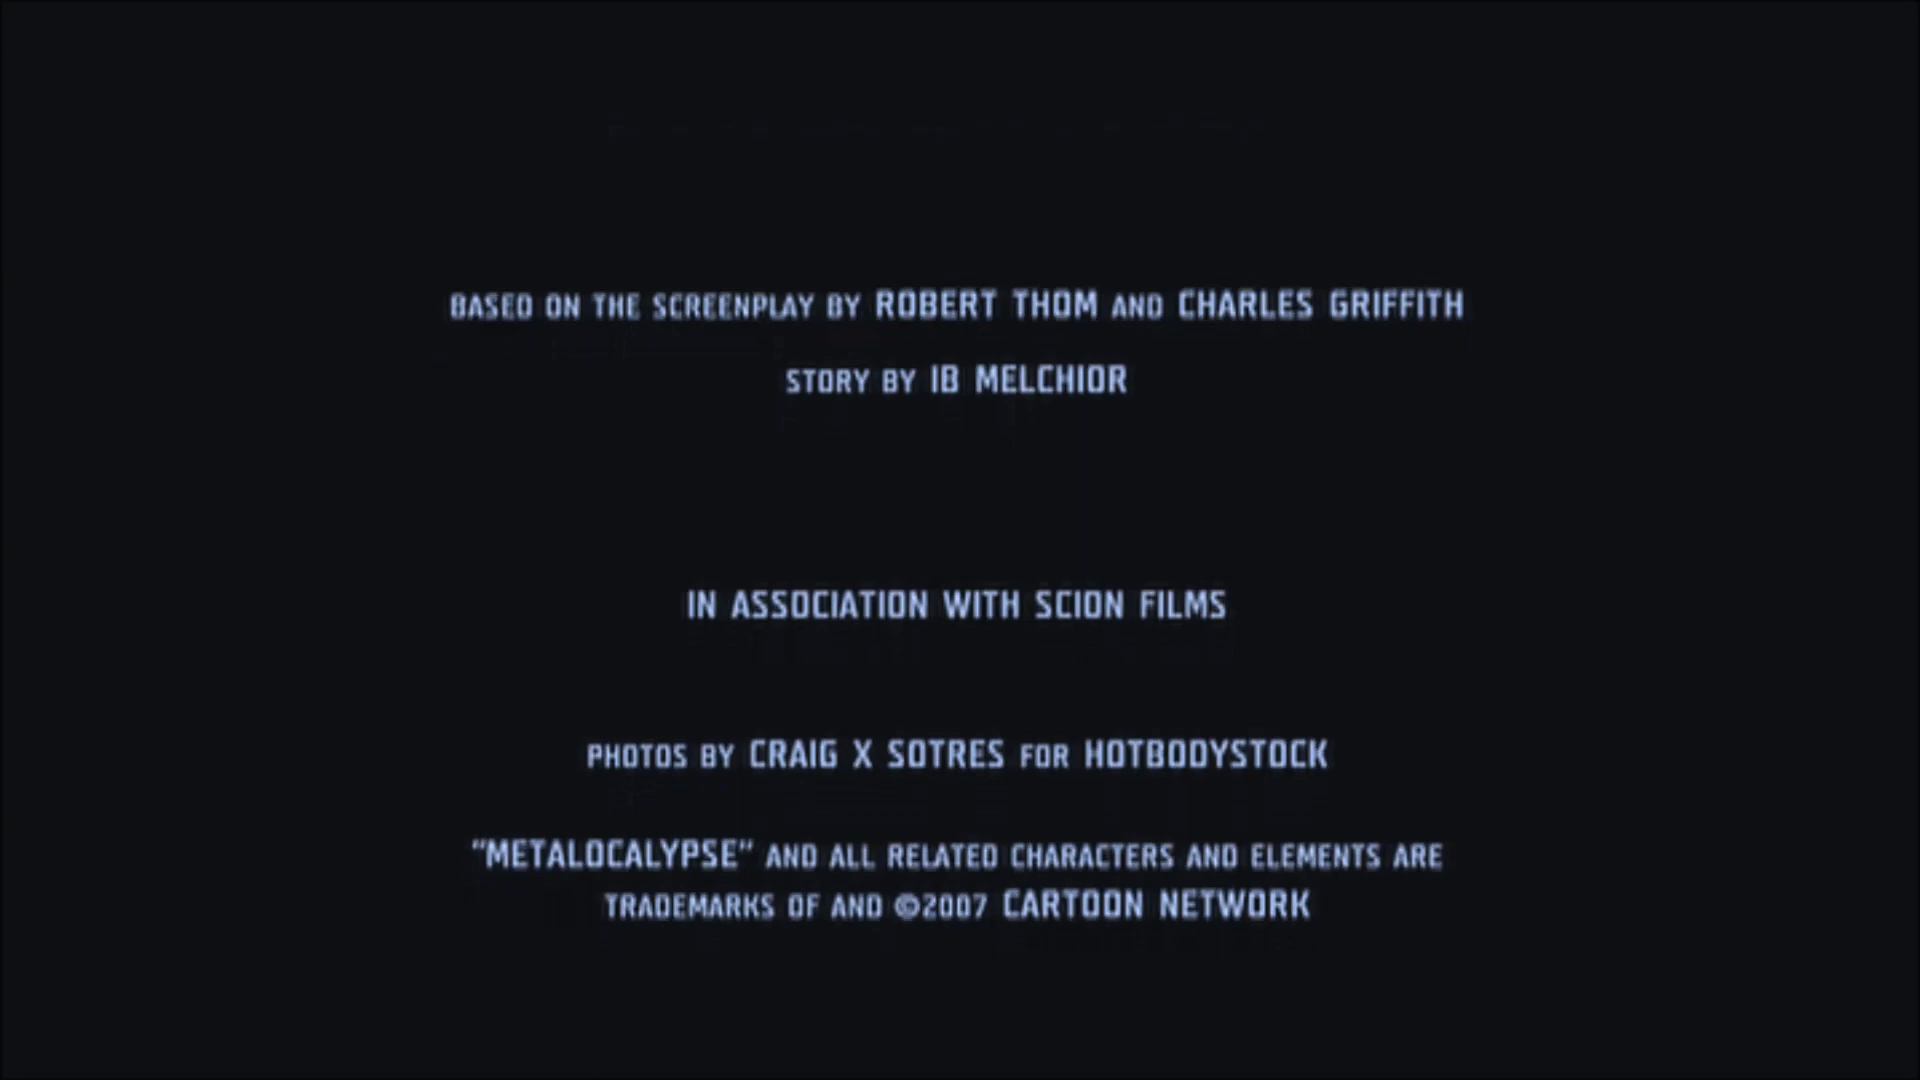 BASED ON THE SCREENPLAY BY ROBERT THOM AND CHARLES GRIFFITH
STORY BY IB MELCHIOR
IN ASSOCIATION WITH SCION FILMS
PHOTOS BY CRAIG X SOTRES FOR HOTBODYSTOCK
"METALOCALYPSE" AND ALL RELATED CHARACTERS AND ELEMENTS ARE
TRADEMARKS OF AND ©2007 CARTOON NETWORK